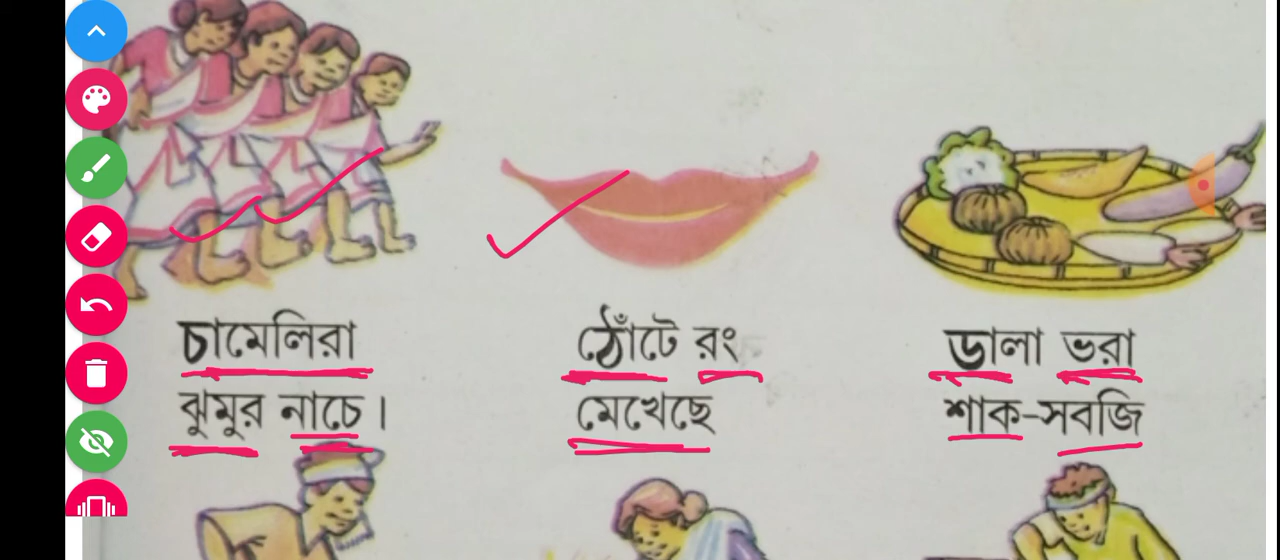 চামেলিরা
ঝুমুর নাচে।
ঠোঁটে রং
মেখেছে
ডালা ভরা
শাক-সবজি